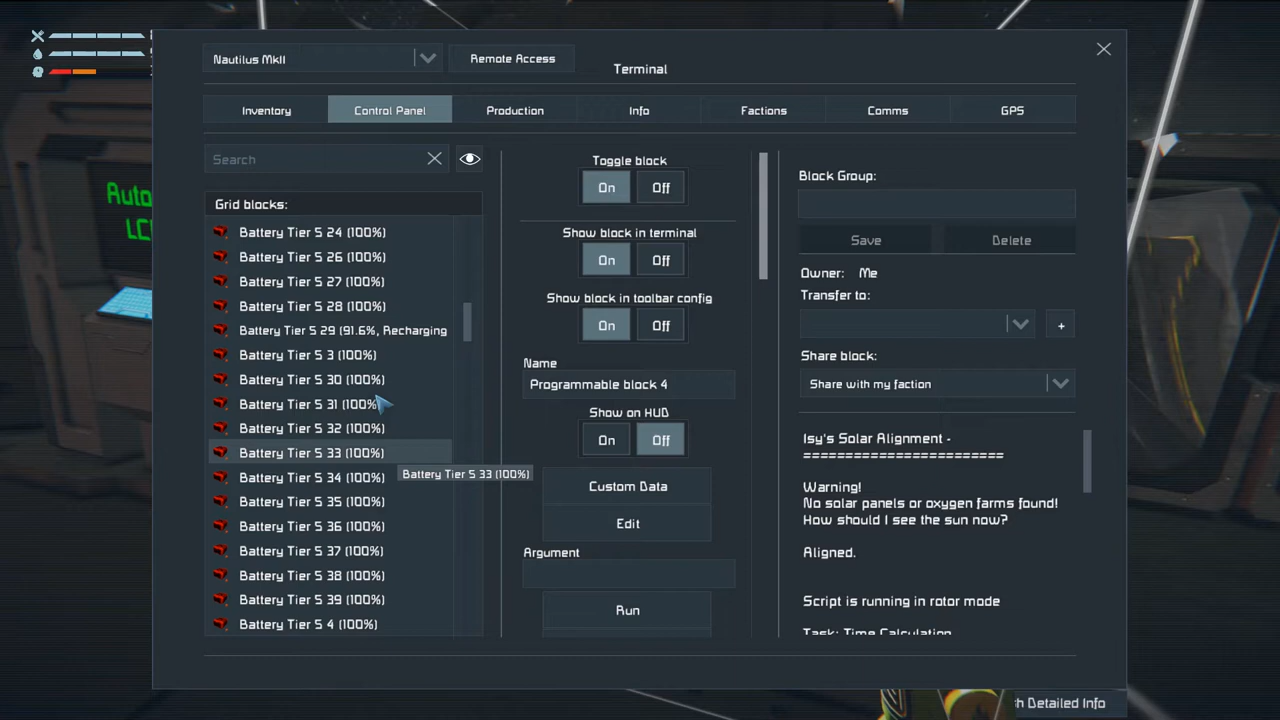 Nautilus MkII
Remote Access
Terminal
Inventory
Control Panel
Production
Info
Factions
Comms
GPS
Search
Grid blocks:
Battery Tier 5 24 (100%)
Battery Tier 5 26 (100%)
Battery Tier 5 27 (100%)
Battery Tier 5 28 (100%)
Battery Tier 5 29 (91.6%, Recharging
Battery Tier 5 3 (100%)
Battery Tier 5 30 (100%)
Battery Tier 5 31 (100%)
Battery Tier 5 32 (100%)
Battery Tier 5 33 (100%)
Battery Tier 5 33 (100%)
Battery Tier 5 34 (100%)
Battery Tier 5 35 (100%)
Battery Tier 5 36 (100%)
Battery Tier 5 37 (100%)
Battery Tier 5 38 (100%)
Battery Tier 5 39 (100%)
Battery Tier 5 4 (100%)
Toggle block
On Off
Show block in terminal
On Off
Show block in toolbar config
On Off
Name
Programmable block 4
Show on HUD
On Off
Custom Data
Edit
Argument
Run
Block Group:
Save
Delete
Owner: Me
Transfer to:
+
Share block:
Share with my faction
Isy's Solar Alignment -
========================
Warning!
No solar panels or oxygen farms found!
How should I see the sun now?
Aligned.
Script is running in rotor mode
Task: Time Calculation
Auto
LC
h Detailed Info